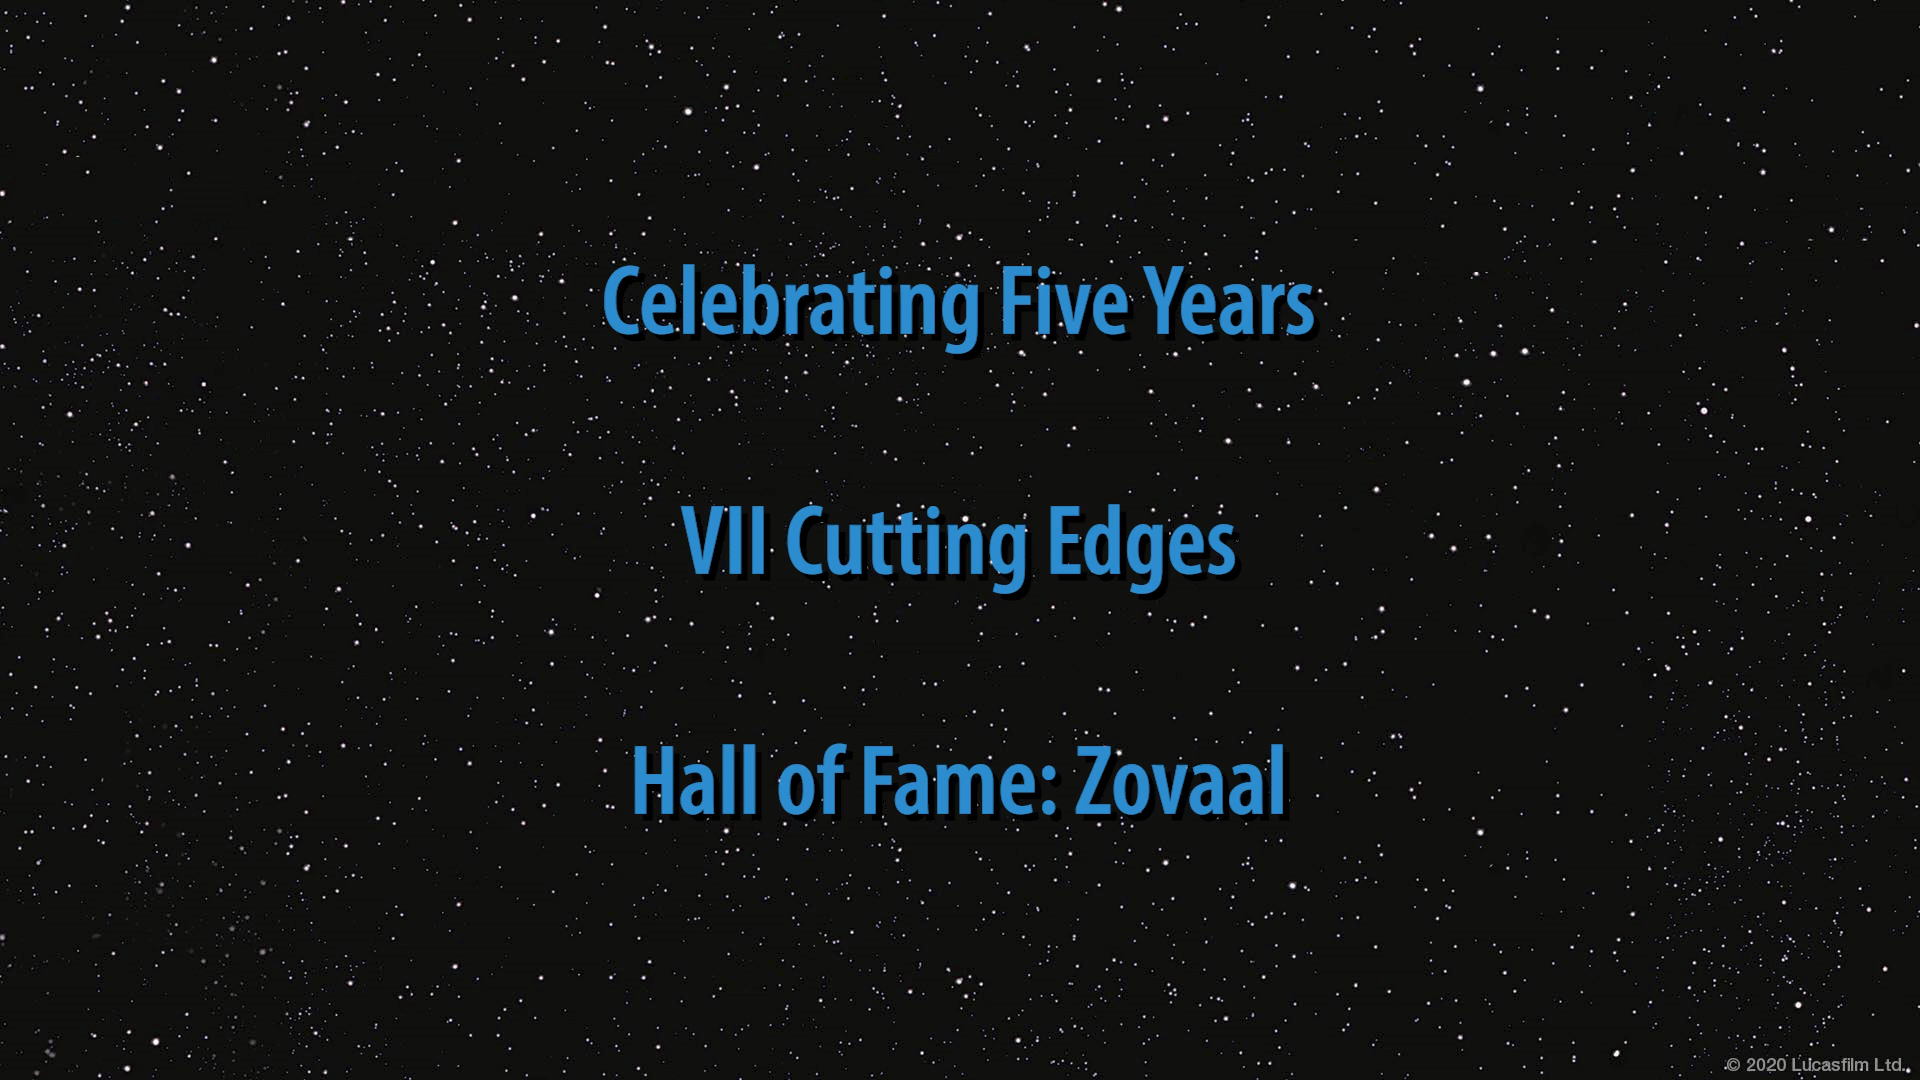 Celebrating Five Years
VII Cutting Edges
Hall of Fame: Zovaal
© 2020 Lucasfilm Ltd.